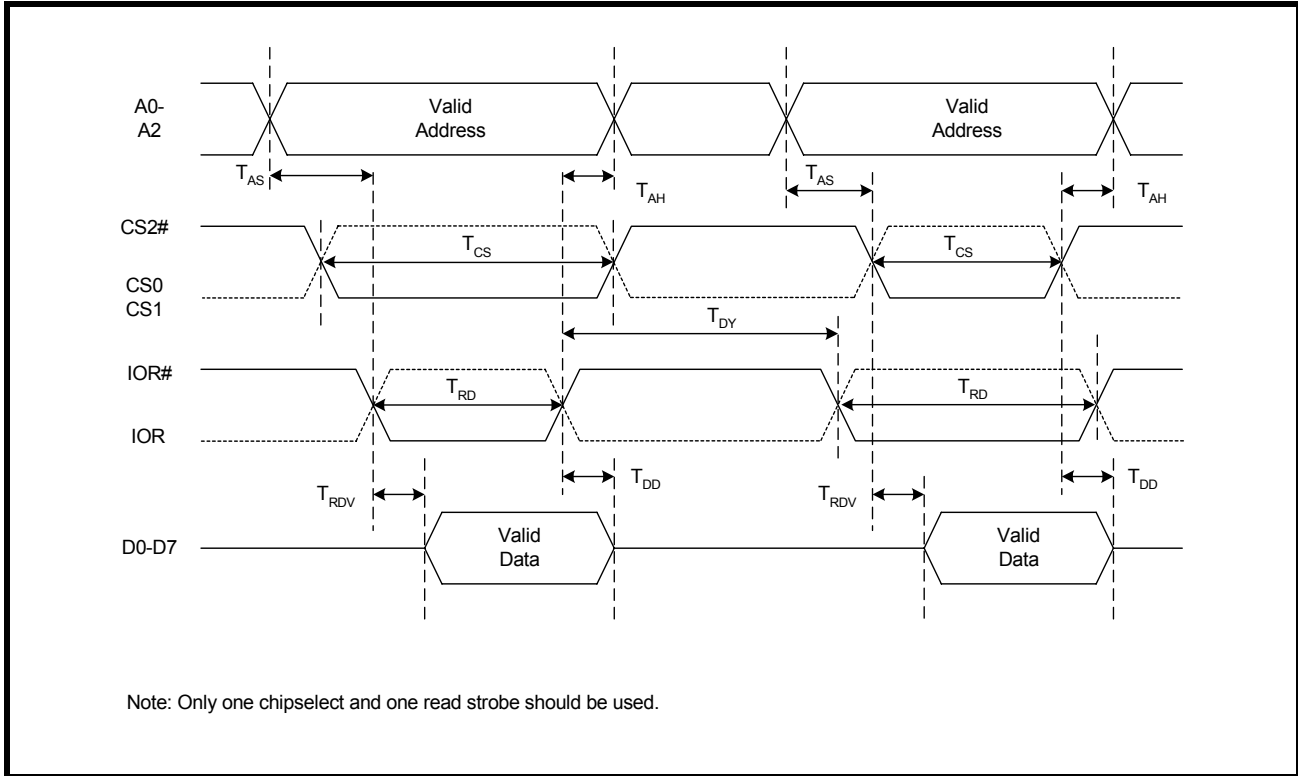 A0-
A2
Valid
Address
Valid
Address
TAS
TAH
TAS
TAH
CS2#
TCS
TCS
CS0
CS1
TDY
IOR#
TRD
TRD
IOR
TRDV
TDD
TRDV
TDD
D0-D7
Valid
Data
Valid
Data
Note: Only one chipselect and one read strobe should be used.